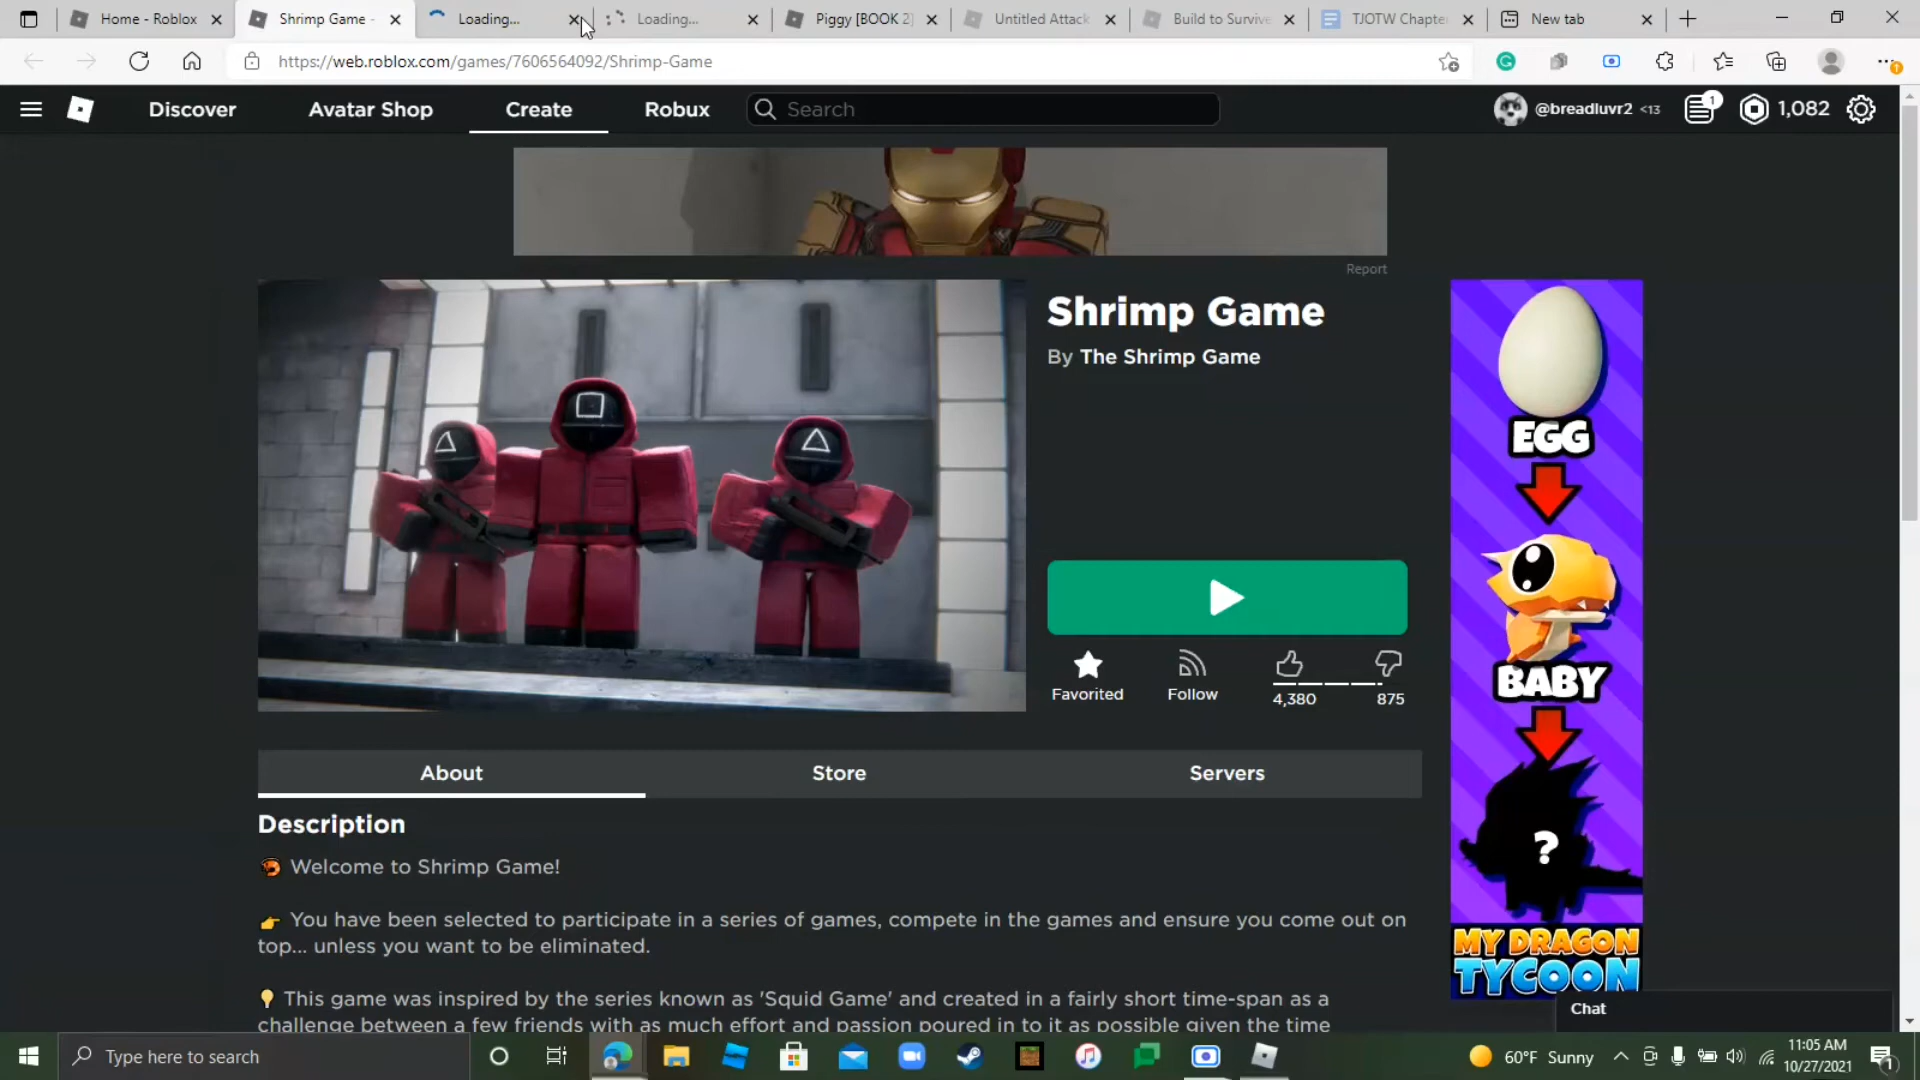 Home - Roblox
Shrimp Game -
Loading...
Loading...
Piggy [BOOK 2]
Untitled Attack
Build to Survive
TJOTW Chapte
New tab
https://web.roblox.com/games/7606564092/Shrimp-Game
Discover
Avatar Shop
Create
Robux
Search
@breadluvr2 <13
1
1,082
Report
Shrimp Game
By The Shrimp Game
Favorited
Follow
4,380
875
EGG
BABY
?
MY DRAGON
TYCOON
About
Store
Servers
Description
Welcome to Shrimp Game!
You have been selected to participate in a series of games, compete in the games and ensure you come out on
top... unless you want to be eliminated.
This game was inspired by the series known as 'Squid Game' and created in a fairly short time-span as a
challenge between a few friends with as much effort and passion poured in to it as possible given the time
Chat
Type here to search
60°F Sunny
11:05 AM
10/27/2021
1